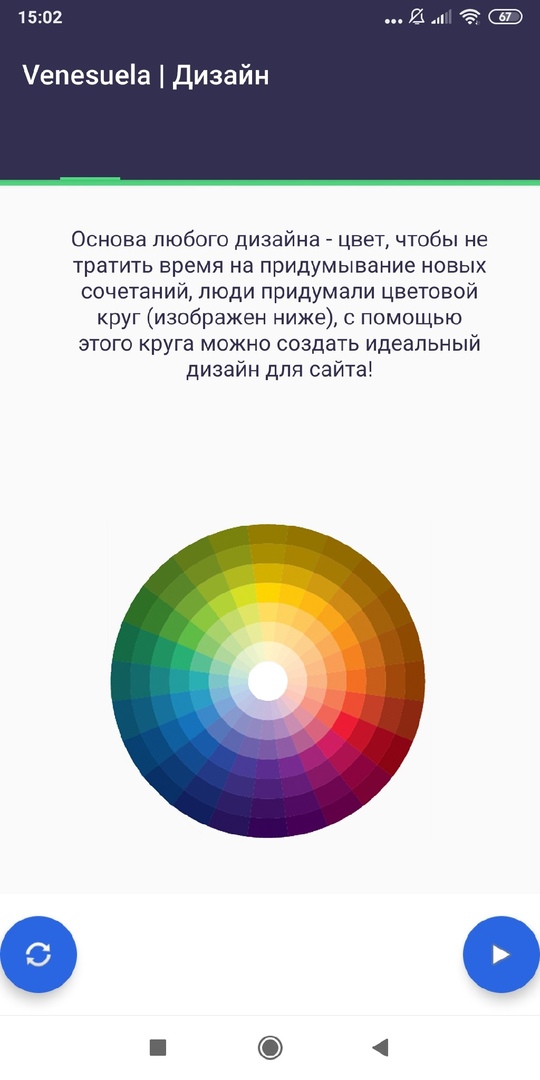 15:02
67
Venesuela | Дизайн
Основа любого дизайна - цвет, чтобы не
тратить время на придумывание новых
сочетаний, люди придумали цветовой
круг (изображен ниже), с помощью
этого круга можно создать идеальный
дизайн для сайта!